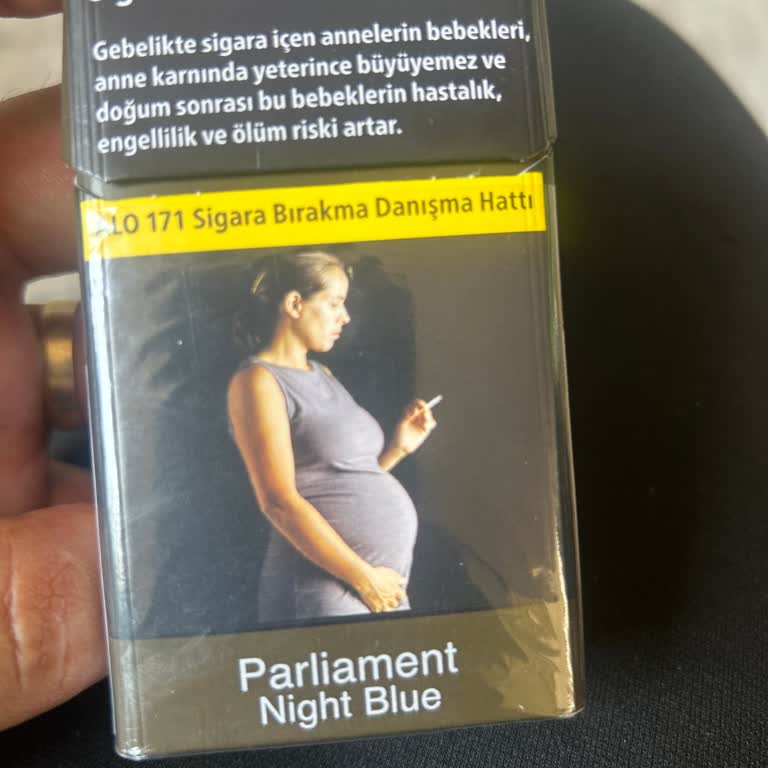 Gebelikte sigara içen annelerin bebekleri,
anne karnında yeterince büyüyemez ve
doğum sonrası bu bebeklerin hastalık,
engellilik ve ölüm riski artar.
ALO 171 Sigara Bırakma Danışma Hattı
Parliament
Night Blue